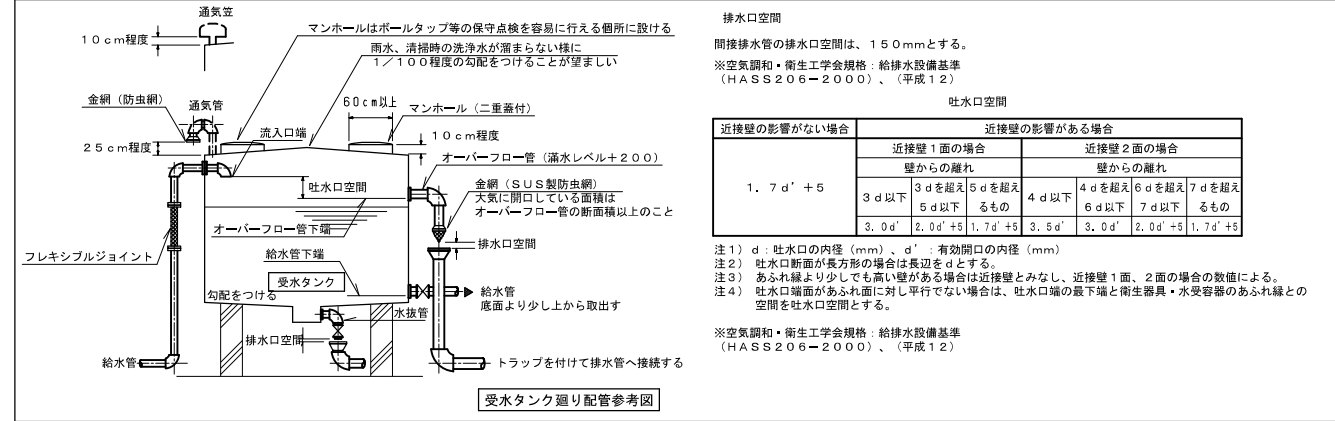 通気笠
10cm程度
マンホールはボールタップ等の保守点検を容易に行える個所に設ける
雨水、清掃時の洗浄水が溜まらない様に
1/100程度の勾配をつけることが望ましい
金網(防虫網)
通気管
60cm以上
マンホール(二重蓋付)
流入口端
10cm程度
25cm程度
オーバーフロー管(満水レベル+200)
吐水口空間
金網(SUS製防虫網)
大気に開口している面積は
オーバーフロー管の断面積以上のこと
オーバーフロー管下端
排水口空間
フレキシブルジョイント
給水管下端
受水タンク
給水管
底面より少し上から取出す
勾配をつける
水抜管
排水口空間
給水管
トラップを付けて排水管へ接続する
受水タンク廻り配管参考図
排水口空間
間接排水管の排水口空間は、150mmとする。
※空気調和・衛生工学会規格:給排水設備基準
(HASS206-2000)、(平成12)
吐水口空間
近接壁の影響がない場合 近接壁の影響がある場合
近接壁1面の場合 近接壁2面の場合
壁からの離れ 壁からの離れ
1.7d'+5
3d以下 3dを超え5d以下 5dを超えるもの 4d以下 4dを超え6d以下 6dを超え7d以下 7dを超えるもの
3.0d' 2.0d'+5 1.7d'+5 3.5d' 3.0d' 2.0d'+5 1.7d'+5
注1) d:吐水口の内径(mm)、d':有効開口の内径(mm)
注2) 吐水口断面が長方形の場合は長辺をdとする。
注3) あふれ縁より少しでも高い壁がある場合は近接壁とみなし、近接壁1面、2面の場合の数値による。
注4) 吐水口端面があふれ面に対し平行でない場合は、吐水口端の最下端と衛生器具・水受容器のあふれ縁との
空間を吐水口空間とする。
※空気調和・衛生工学会規格:給排水設備基準
(HASS206-2000)、(平成12)